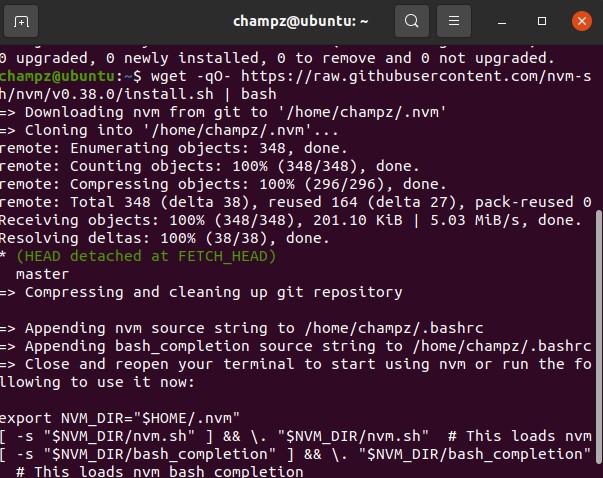 champz@ubuntu: ~
0 upgraded, 0 newly installed, 0 to remove and 0 not upgraded.
champz@ubuntu:~$ wget -qO- https://raw.githubusercontent.com/nvm-s
h/nvm/v0.38.0/install.sh | bash
=> Downloading nvm from git to '/home/champz/.nvm'
=> Cloning into '/home/champz/.nvm'...
remote: Enumerating objects: 348, done.
remote: Counting objects: 100% (348/348), done.
remote: Compressing objects: 100% (296/296), done.
remote: Total 348 (delta 38), reused 164 (delta 27), pack-reused 0
Receiving objects: 100% (348/348), 201.10 KiB | 5.03 MiB/s, done.
Resolving deltas: 100% (38/38), done.
* (HEAD detached at FETCH_HEAD)
  master
=> Compressing and cleaning up git repository

=> Appending nvm source string to /home/champz/.bashrc
=> Appending bash_completion source string to /home/champz/.bashrc
=> Close and reopen your terminal to start using nvm or run the fo
llowing to use it now:

export NVM_DIR="$HOME/.nvm"
[ -s "$NVM_DIR/nvm.sh" ] && \. "$NVM_DIR/nvm.sh"  # This loads nvm
[ -s "$NVM_DIR/bash_completion" ] && \. "$NVM_DIR/bash_completion"
  # This loads nvm bash_completion